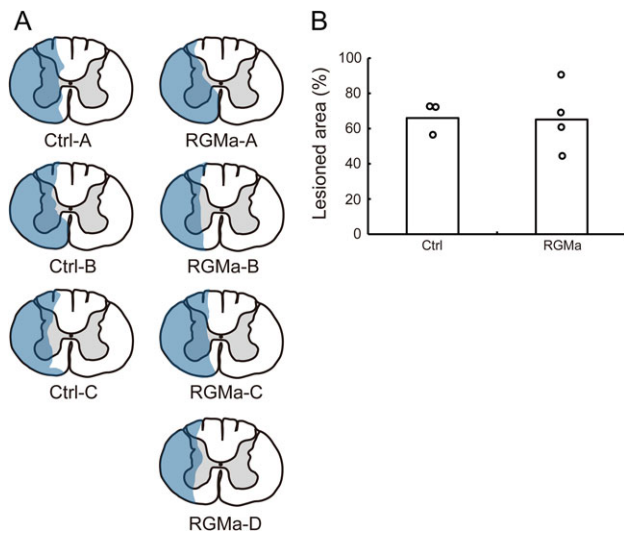 A
Ctrl-A RGMa-A
Ctrl-B RGMa-B
Ctrl-C RGMa-C
RGMa-D
B
Lesioned area (%)
100
80
60
40
20
0
Ctrl RGMa